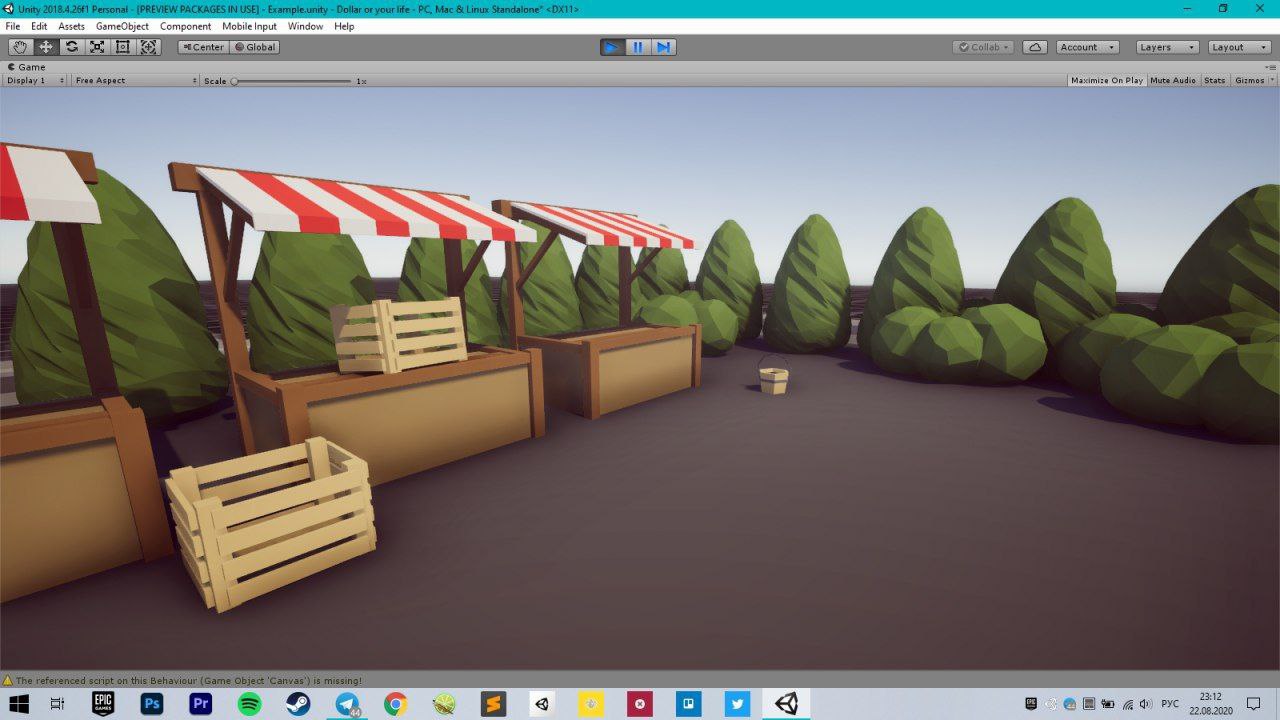 Unity 2018.4.26f1 Personal - [PREVIEW PACKAGES IN USE] - Example.unity - Dollar or your life - PC, Mac & Linux Standalone* <DX11>
File Edit Assets GameObject Component Mobile Input Window Help
Center Global Collab Account Layers Layout
Game
Display 1 Free Aspect Scale 1x Maximize On Play Mute Audio Stats Gizmos
The referenced script on this Behaviour (Game Object 'Canvas') is missing!
EPIC GAMES Ps Pr 44 РУС 23:12
22.08.2020